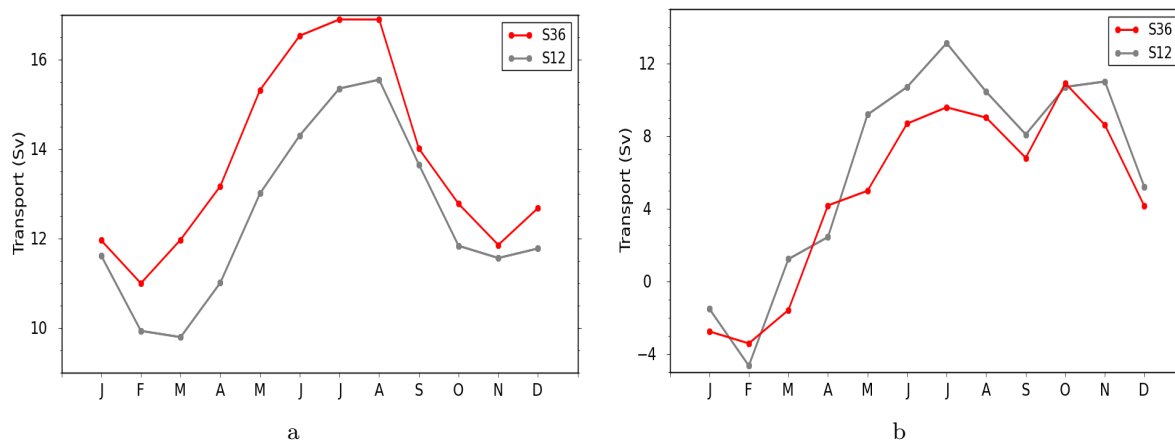 S36
S12
16
14
12
10
Transport (Sv)
J F M A M J J A S O N D
a
S36
S12
12
8
4
0
−4
Transport (Sv)
J F M A M J J A S O N D
b